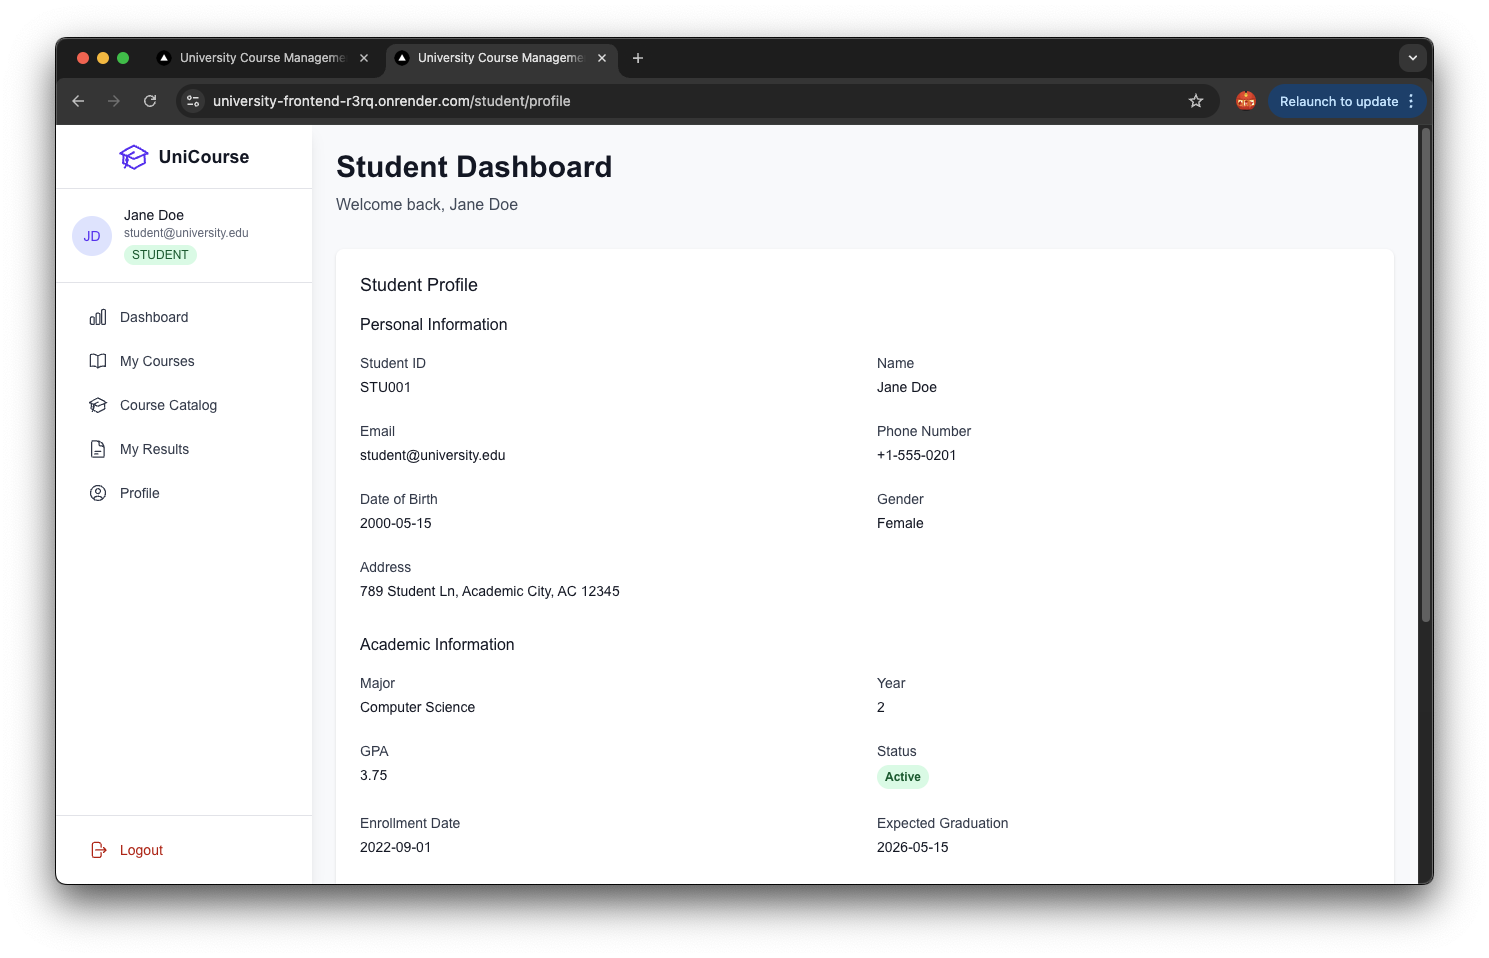 University Course Manageme
University Course Manageme
university-frontend-r3rq.onrender.com/student/profile
Relaunch to update
UniCourse
JD
Jane Doe
student@university.edu
STUDENT
Dashboard
My Courses
Course Catalog
My Results
Profile
Logout
Student Dashboard
Welcome back, Jane Doe
Student Profile
Personal Information
Student ID
STU001
Name
Jane Doe
Email
student@university.edu
Phone Number
+1-555-0201
Date of Birth
2000-05-15
Gender
Female
Address
789 Student Ln, Academic City, AC 12345
Academic Information
Major
Computer Science
Year
2
GPA
3.75
Status
Active
Enrollment Date
2022-09-01
Expected Graduation
2026-05-15